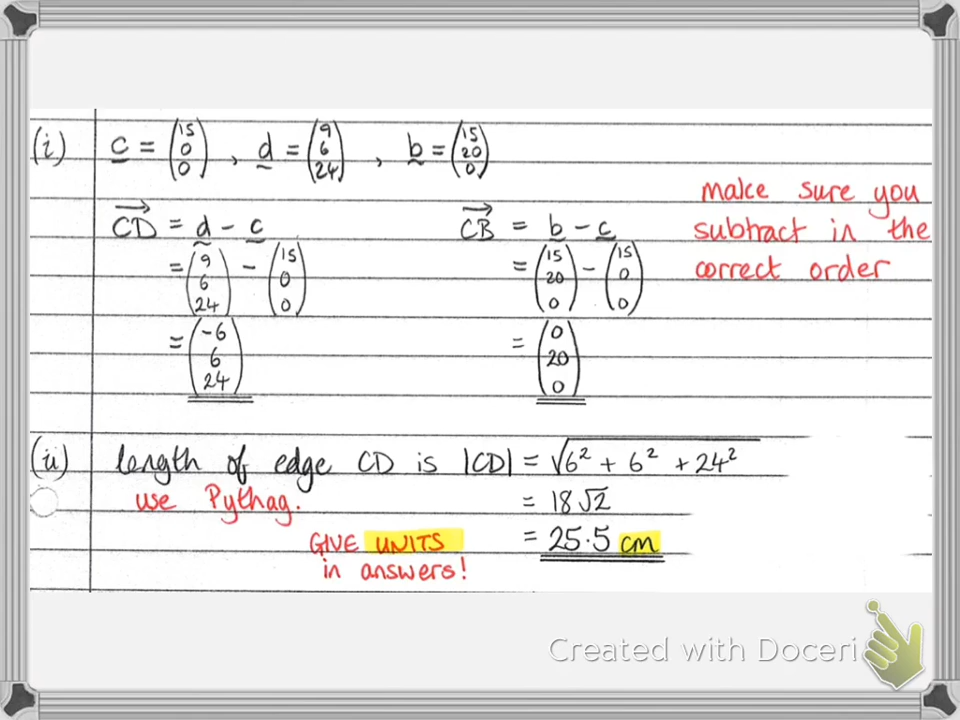 (i) c = (15 0 0), d = (9 6 24), b = (15 20 0)
make sure you
subtract in the
correct order
CD = d - c
= (9 6 24) - (15 0 0)
= (-6 6 24)
CB = b - c
= (15 20 0) - (15 0 0)
= (0 20 0)
(ii) length of edge CD is |CD| = √6² + 6² + 24²
use Pythag.
= 18√2
= 25.5 cm
GIVE UNITS
in answers!
Created with Doceri